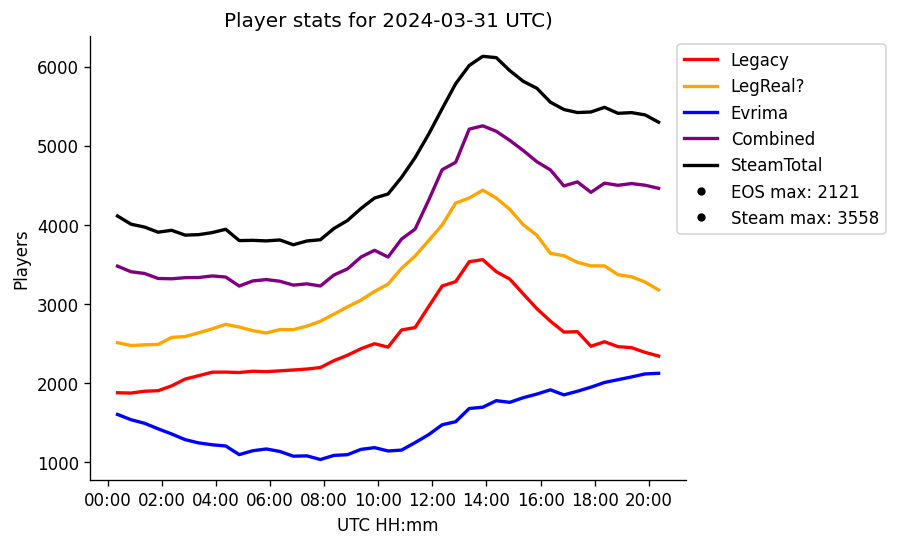 Player stats for 2024-03-31 UTC)
Legacy
LegReal?
Evrima
Combined
SteamTotal
EOS max: 2121
Steam max: 3558
Players
6000
5000
4000
3000
2000
1000
00:00 02:00 04:00 06:00 08:00 10:00 12:00 14:00 16:00 18:00 20:00
UTC HH:mm